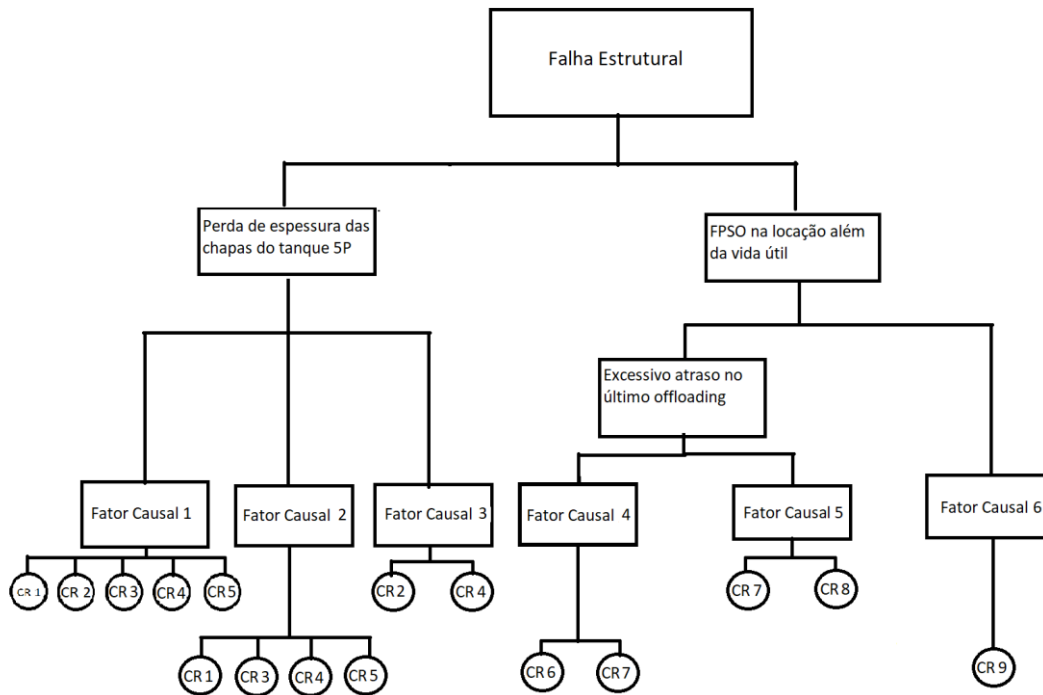 Falha Estrutural
Perda de espessura das
chapas do tanque 5P
FPSO na locação além
da vida útil
Excessivo atraso no
último offloading
Fator Causal 1
Fator Causal 2
Fator Causal 3
Fator Causal 4
Fator Causal 5
Fator Causal 6
CR 1
CR 2
CR 3
CR 4
CR 5
CR 2
CR 4
CR 7
CR 8
CR 1
CR 3
CR 4
CR 5
CR 6
CR 7
CR 9